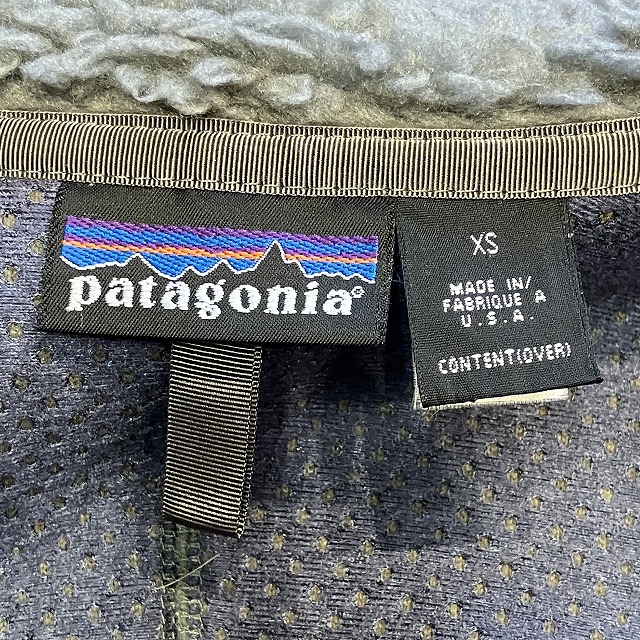 patagonia®
XS
MADE IN/
FABRIQUE A
U.S.A.
CONTENT(OVER)